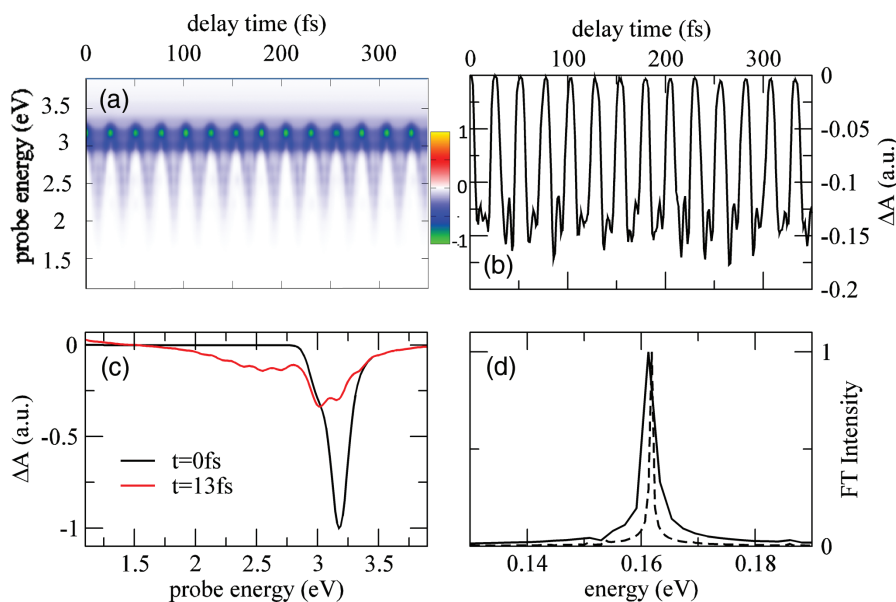 delay time (fs)
0 100 200 300
(a)
3.5
3
2.5
2
1.5
probe energy (eV)
1
0
-1
delay time (fs)
0 100 200 300
0
-0.05
-0.1
-0.15
-0.2
ΔA (a.u.)
(b)
(c)
0
-0.5
-1
ΔA (a.u.)
t=0fs
t=13fs
1.5 2 2.5 3 3.5
probe energy (eV)
(d)
1
0
FT Intensity
0.14 0.16 0.18
energy (eV)